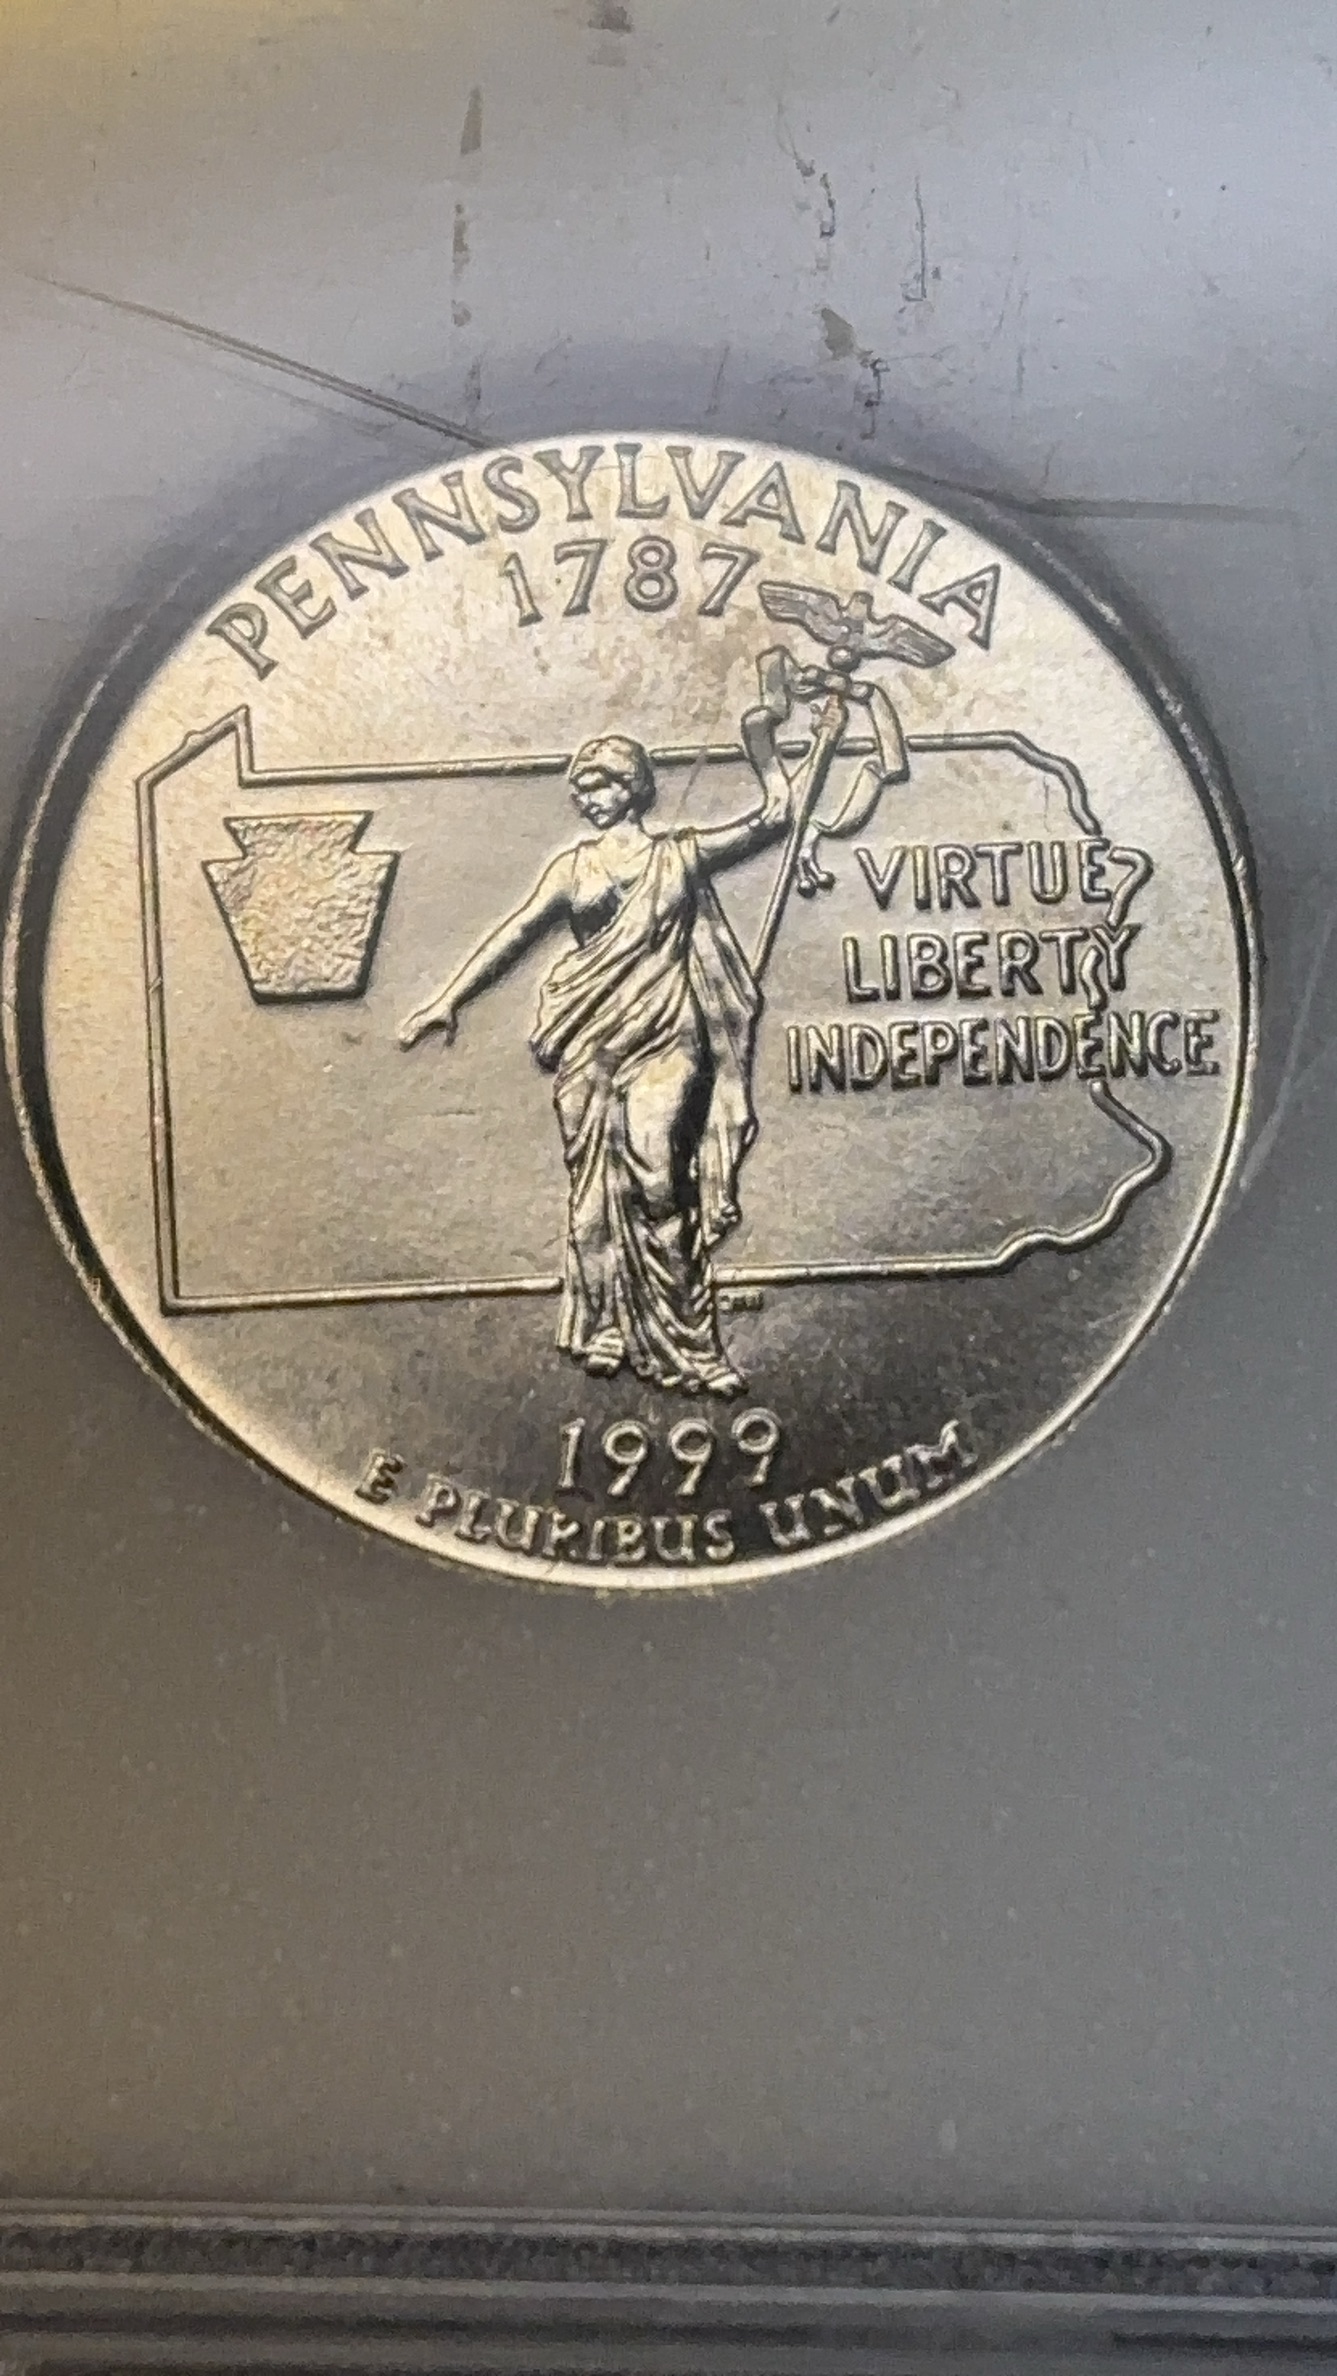 PENNSYLVANIA
1787
VIRTUE
LIBERTY
INDEPENDENCE
1999
E PLURIBUS UNUM